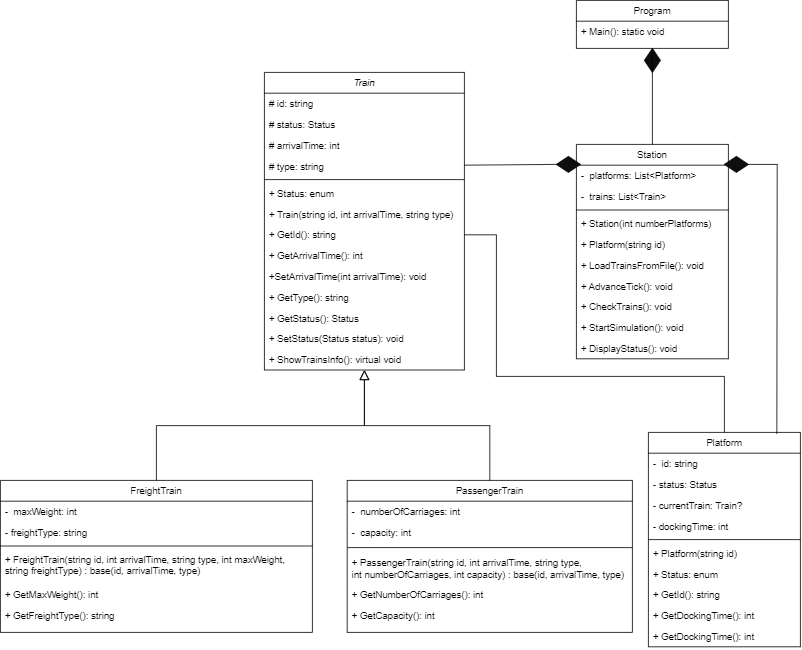 Program
+ Main(): static void
Train
# id: string
# status: Status
# arrivalTime: int
# type: string
+ Status: enum
+ Train(string id, int arrivalTime, string type)
+ GetId(): string
+ GetArrivalTime(): int
+SetArrivalTime(int arrivalTime): void
+ GetType(): string
+ GetStatus(): Status
+ SetStatus(Status status): void
+ ShowTrainsInfo(): virtual void
Station
- platforms: List<Platform>
- trains: List<Train>
+ Station(int numberPlatforms)
+ Platform(string id)
+ LoadTrainsFromFile(): void
+ AdvanceTick(): void
+ CheckTrains(): void
+ StartSimulation(): void
+ DisplayStatus(): void
FreightTrain
- maxWeight: int
- freightType: string
+ FreightTrain(string id, int arrivalTime, string type, int maxWeight,
string freightType) : base(id, arrivalTime, type)
+ GetMaxWeight(): int
+ GetFreightType(): string
PassengerTrain
- numberOfCarriages: int
- capacity: int
+ PassengerTrain(string id, int arrivalTime, string type,
int numberOfCarriages, int capacity) : base(id, arrivalTime, type)
+ GetNumberOfCarriages(): int
+ GetCapacity(): int
Platform
- id: string
- status: Status
- currentTrain: Train?
- dockingTime: int
+ Platform(string id)
+ Status: enum
+ GetId(): string
+ GetDockingTime(): int
+ GetDockingTime(): int